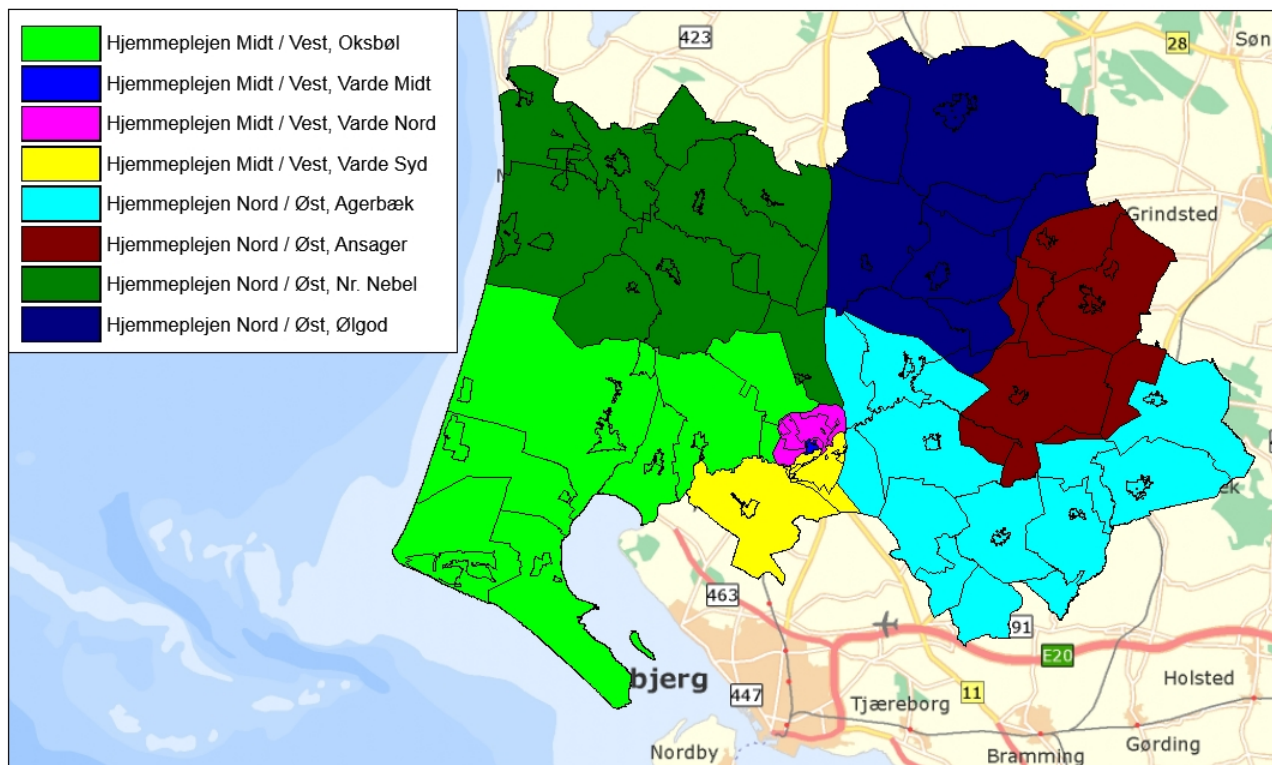 Hjemmeplejen Midt / Vest, Oksbøl
Hjemmeplejen Midt / Vest, Varde Midt
Hjemmeplejen Midt / Vest, Varde Nord
Hjemmeplejen Midt / Vest, Varde Syd
Hjemmeplejen Nord / Øst, Agerbæk
Hjemmeplejen Nord / Øst, Ansager
Hjemmeplejen Nord / Øst, Nr. Nebel
Hjemmeplejen Nord / Øst, Ølgod
423
28
Søn
Grindsted
463
91
E20
bjerg
447
11
Tjæreborg
Holsted
Nordby
Bramming
Gørding